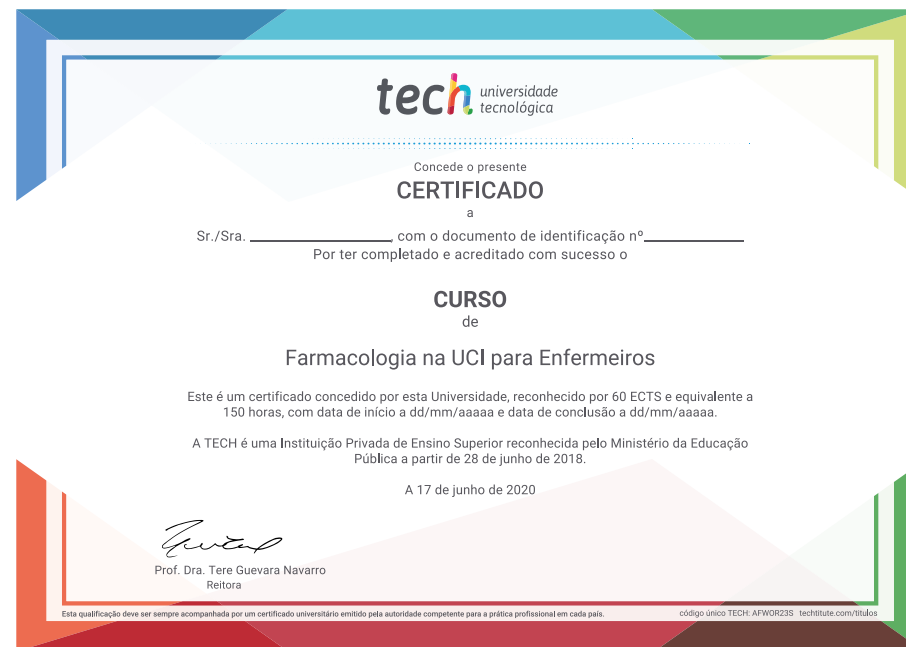 tech universidade
tecnológica
Concede o presente
CERTIFICADO
a
Sr./Sra. ________________, com o documento de identificação nº____________
Por ter completado e acreditado com sucesso o
CURSO
de
Farmacologia na UCI para Enfermeiros
Este é um certificado concedido por esta Universidade, reconhecido por 60 ECTS e equivalente a
150 horas, com data de início a dd/mm/aaaaa e data de conclusão a dd/mm/aaaaa.
A TECH é uma Instituição Privada de Ensino Superior reconhecida pelo Ministério da Educação
Pública a partir de 28 de junho de 2018.
A 17 de junho de 2020
Prof. Dra. Tere Guevara Navarro
Reitora
Esta qualificação deve ser sempre acompanhada por um certificado universitário emitido pela autoridade competente para a prática profissional em cada país.
código único TECH: AFWOR23S techtitute.com/titulos